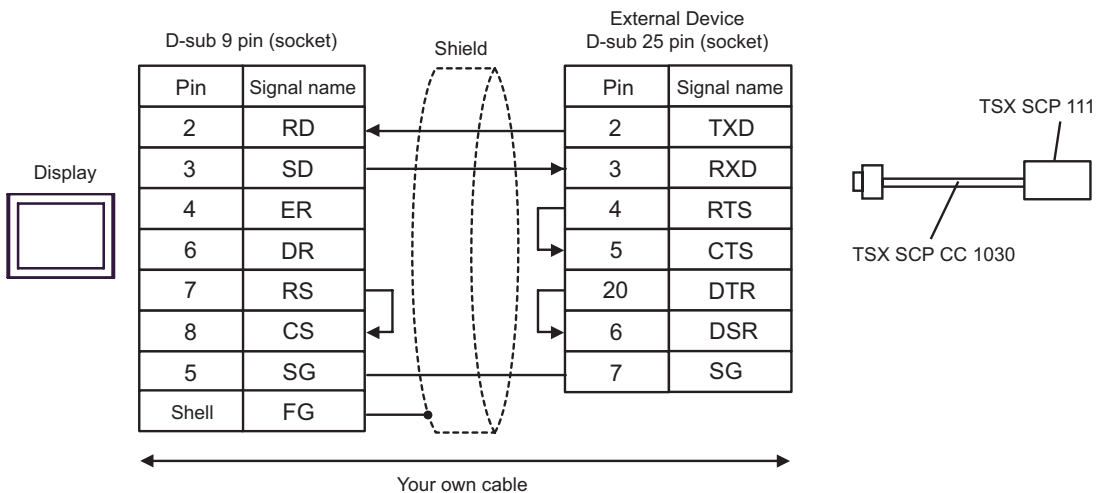 External Device
D-sub 9 pin (socket) Shield D-sub 25 pin (socket)
Pin Signal name Pin Signal name
2 RD 2 TXD
3 SD 3 RXD
4 ER 4 RTS
6 DR 5 CTS
7 RS 20 DTR
8 CS 6 DSR
5 SG 7 SG
Shell FG
Display
TSX SCP 111
TSX SCP CC 1030
Your own cable